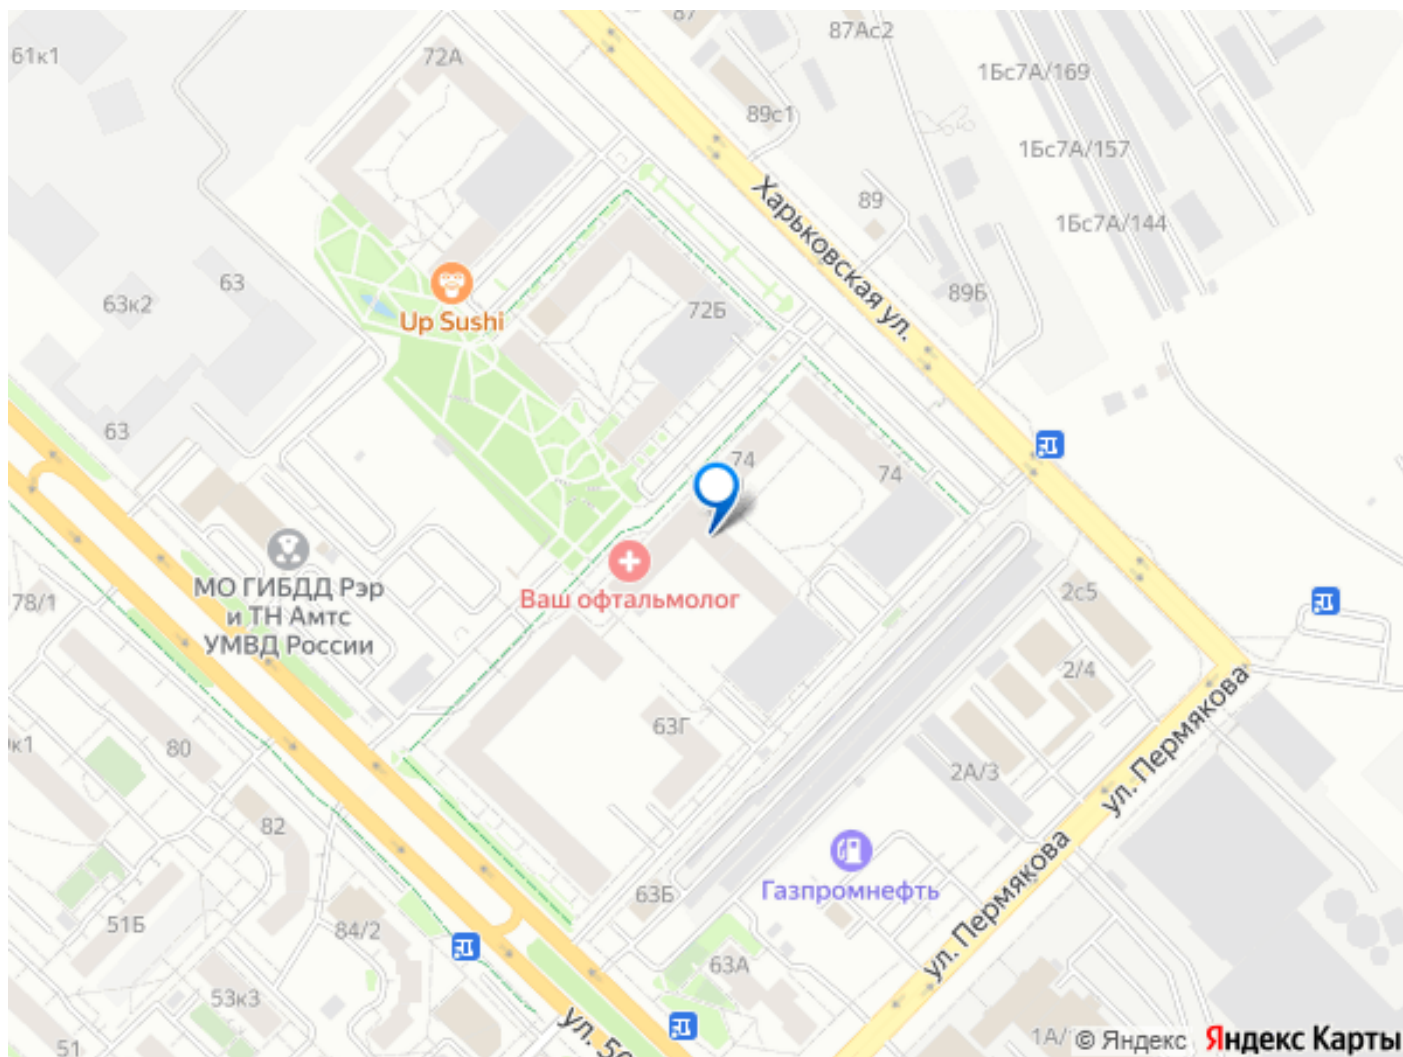 87
87Ас2
61к1
72А
1Бс7А/169
89с1
1Бс7А/157
89
1Бс7А/144
Харьковская ул.
63
63к2
89Б
72Б
Up Sushi
63
74
74
МО ГИБДД Рэр
и ТН Амтс
УМВД России
Ваш офтальмолог
78/1
2с5
2/4
ул. Пермякова
63Г
80
2А/3
82
Газпромнефть
63Б
ул. Пермякова
51Б
84/2
63А
53к3
ул. 50
51
1А/
© Яндекс
Яндекс Карты